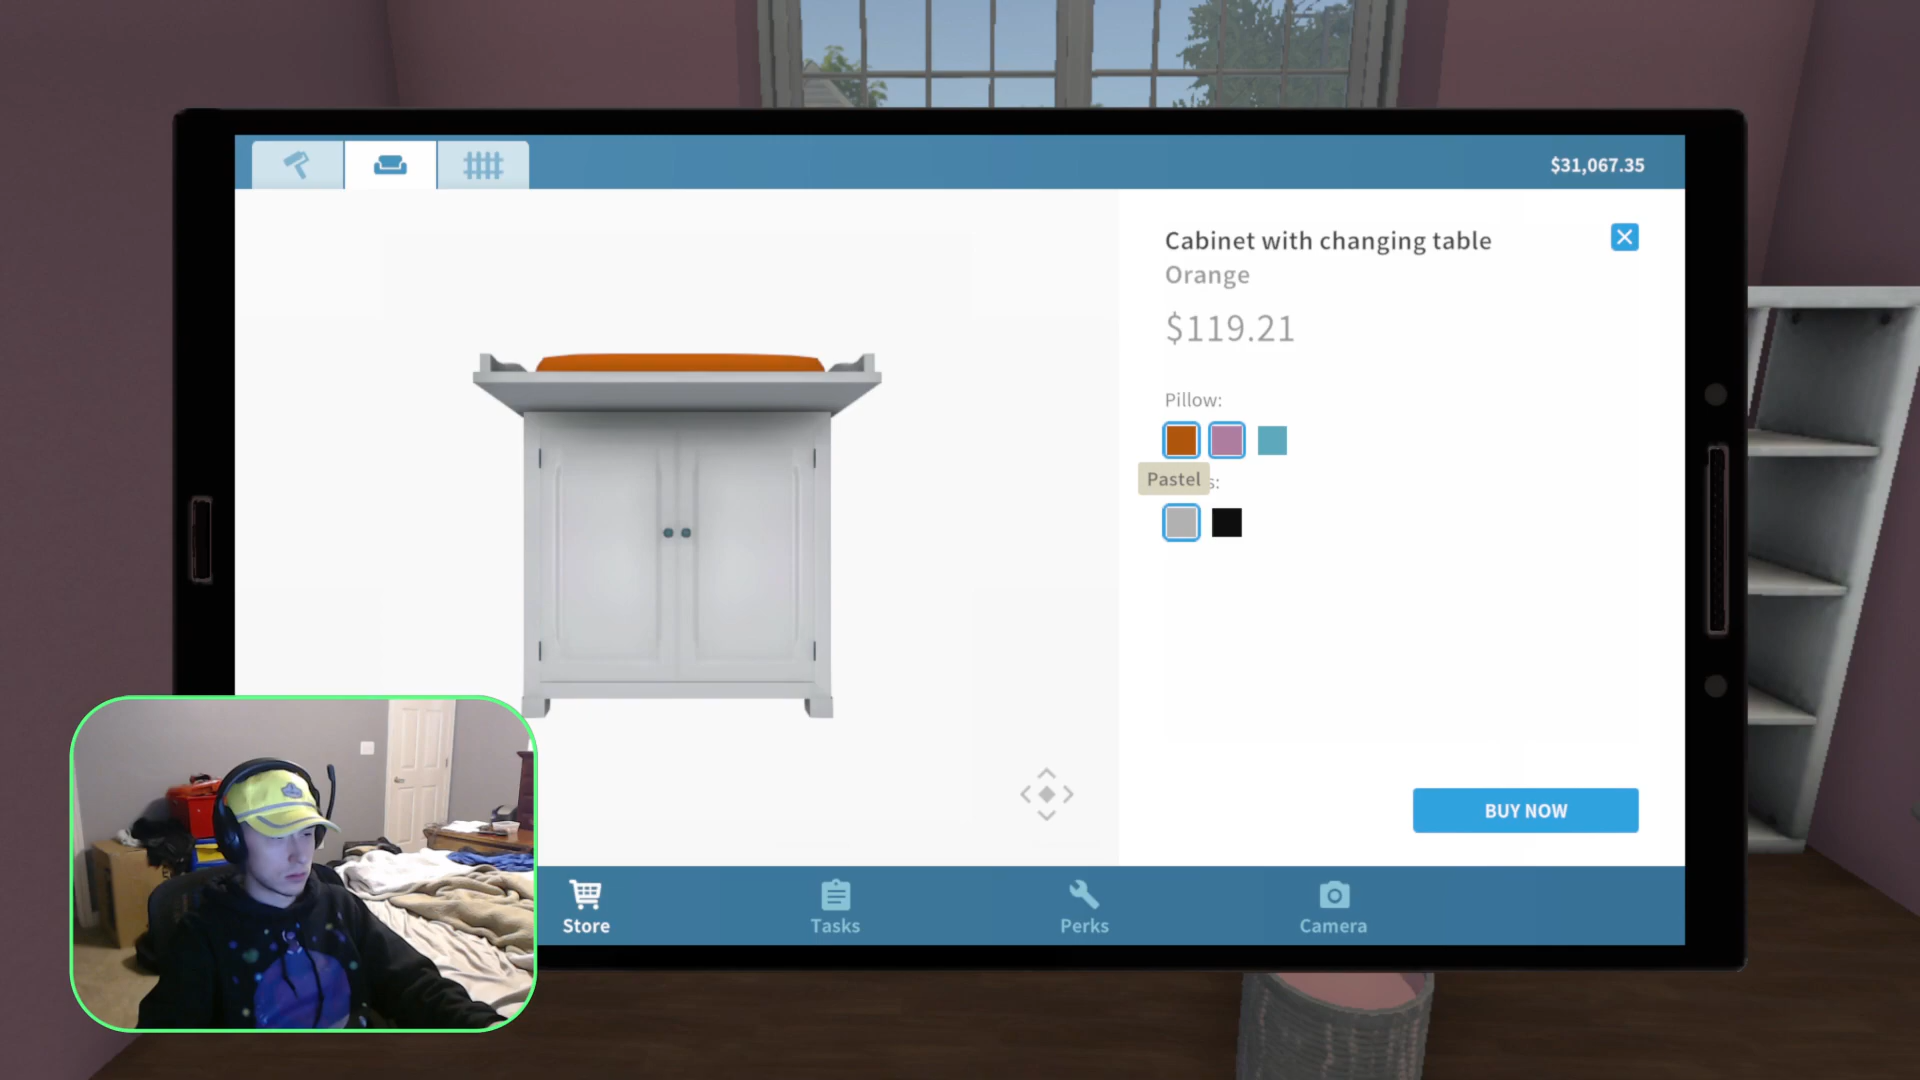 $31,067.35
Cabinet with changing table
Orange
$119.21
Pillow:
Pastel s:
BUY NOW
Store
Tasks
Perks
Camera